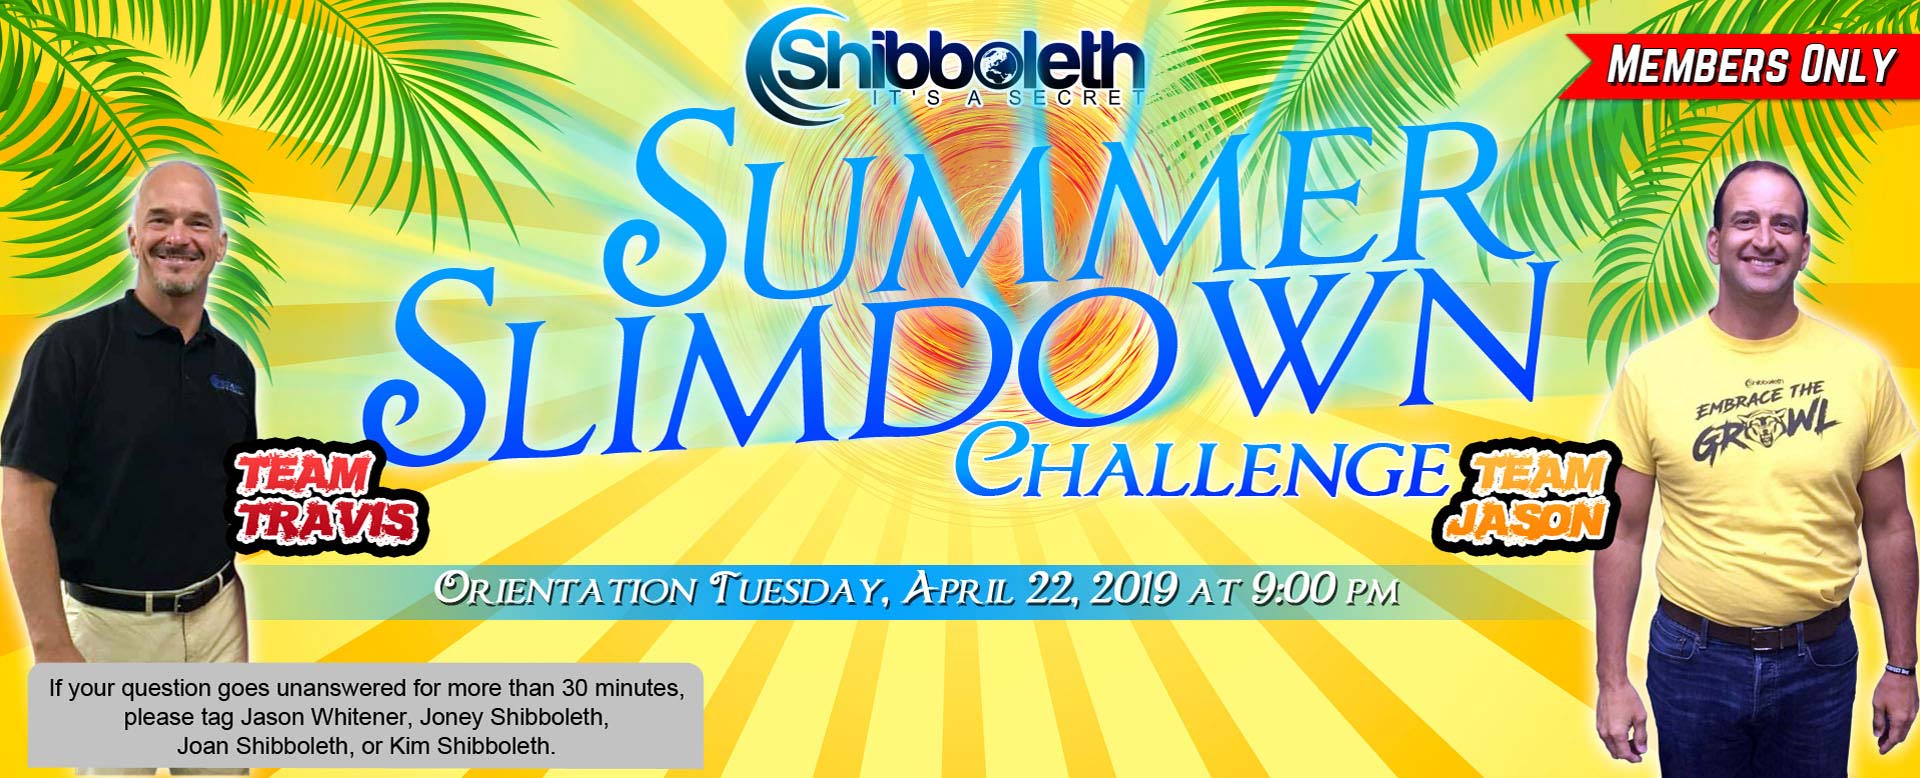 Shibboleth
IT'S A SECRET
MEMBERS ONLY
SUMMER
SLIMDOWN
CHALLENGE
TEAM
TRAVIS
TEAM
JASON
Shibboleth
EMBRACE THE
GROWL
ORIENTATION TUESDAY, APRIL 22, 2019 AT 9:00 PM
If your question goes unanswered for more than 30 minutes,
please tag Jason Whitener, Joney Shibboleth,
Joan Shibboleth, or Kim Shibboleth.